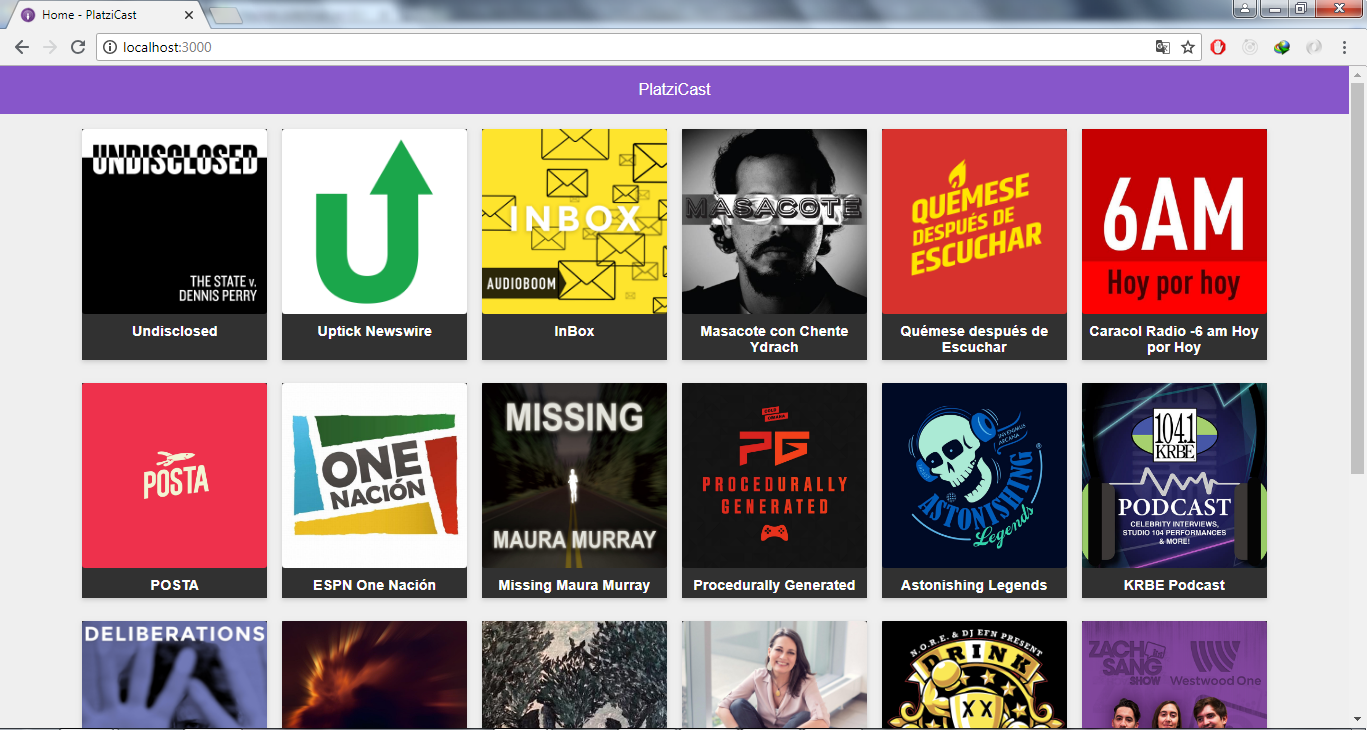 Home - PlatziCast
localhost:3000
PlatziCast
UNDISCLOSED
THE STATE v.
DENNIS PERRY
Undisclosed
Uptick Newswire
INBOX
AUDIOBOOM
InBox
MASACOTE
Masacote con Chente
Ydrach
QUÉMESE
DESPUÉS DE
ESCUCHAR
Quémese después de
Escuchar
6AM
Hoy por hoy
Caracol Radio -6 am Hoy
por Hoy
POSTA
POSTA
ONE
NACIÓN
ESPN One Nación
MISSING
MAURA MURRAY
Missing Maura Murray
PG
PROCEDURALLY
GENERATED
Procedurally Generated
ASTONISHING
Legends
Astonishing Legends
104.1
KRBE
PODCAST
CELEBRITY INTERVIEWS,
STUDIO 104 PERFORMANCES
& MORE!
KRBE Podcast
DELIBERATIONS
N.O.R.E. & DJ EFN PRESENT
DRINK
ZACH
SANG
SHOW
Westwood One